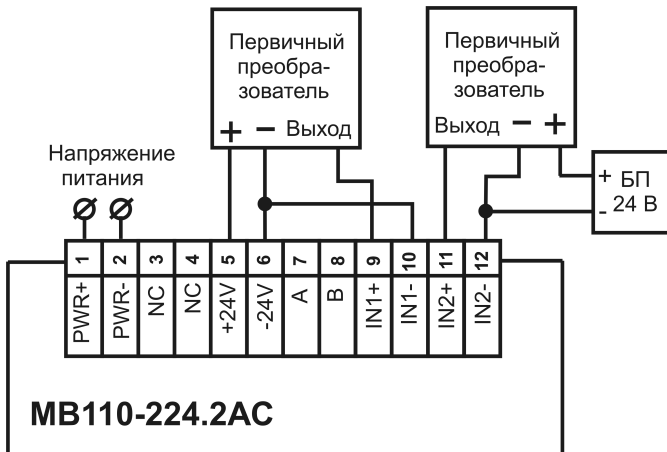 Первичный
преобра-
зователь
+ − Выход
Первичный
преобра-
зователь
Выход − +
Напряжение
питания
+ БП
- 24 В
1 2 3 4 5 6 7 8 9 10 11 12
PWR+ PWR- NC NC +24V -24V A B IN1+ IN1- IN2+ IN2-
МВ110-224.2АС